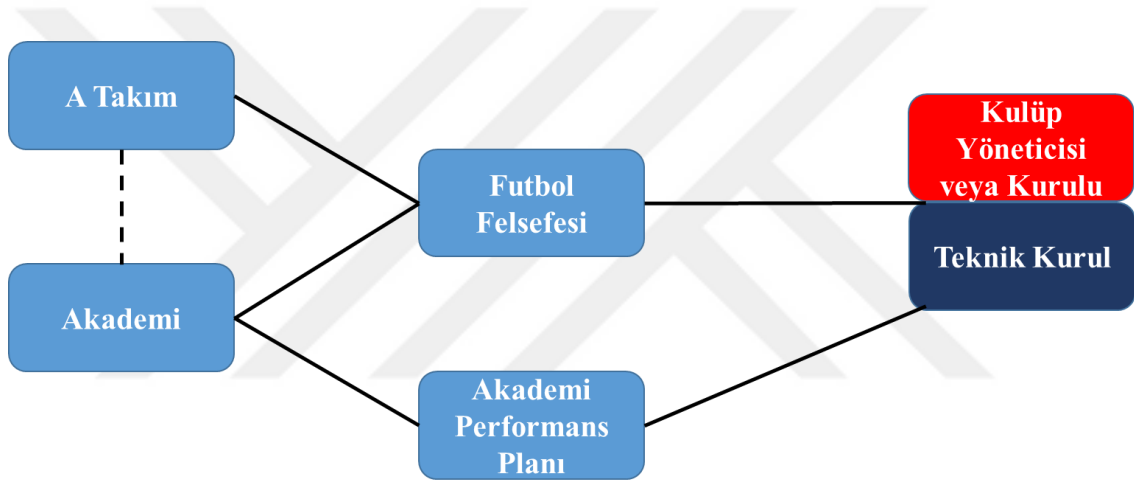 A Takım
Akademi
Futbol
Felsefesi
Akademi
Performans
Planı
Kulüp
Yöneticisi
veya Kurulu
Teknik Kurul